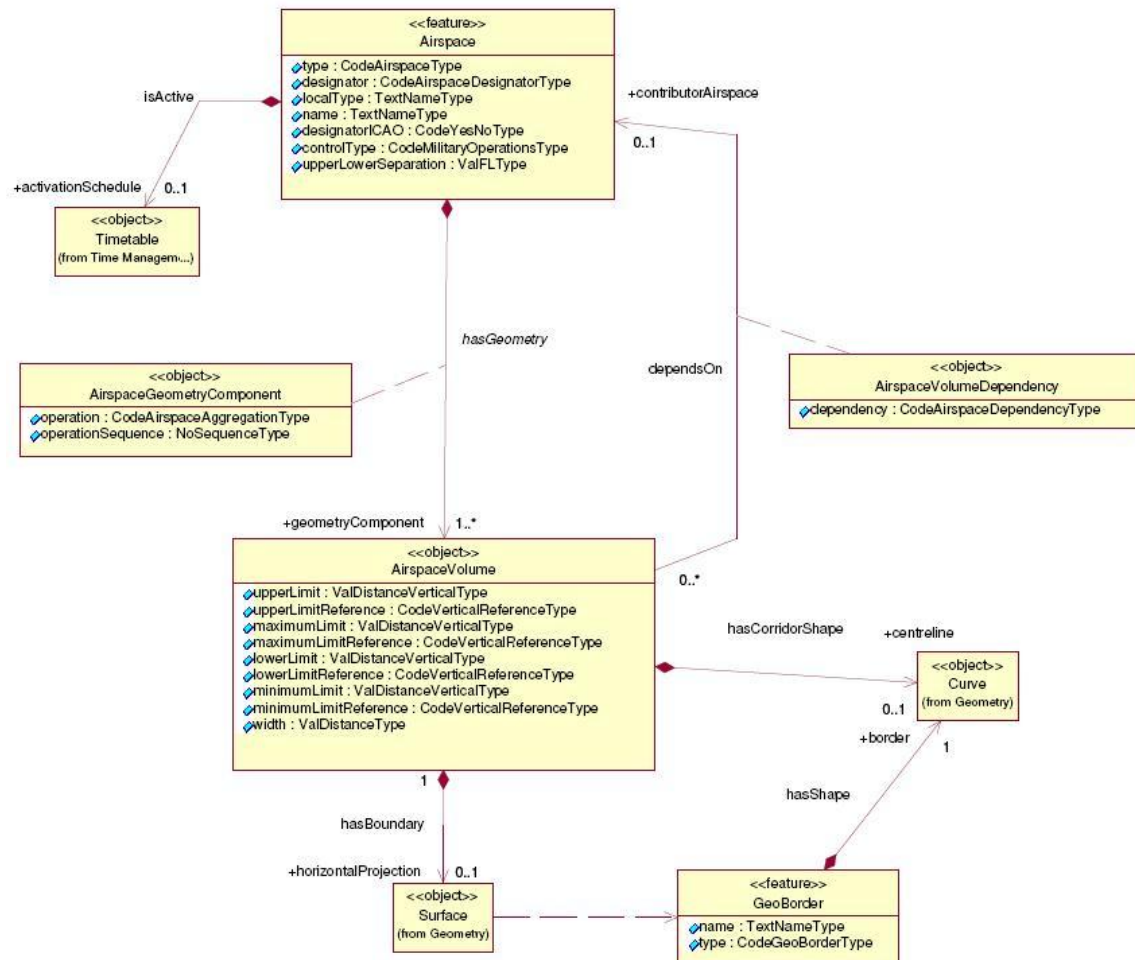 <<feature>>
Airspace
type : CodeAirspaceType
designator : CodeAirspaceDesignatorType
localType : TextNameType
name : TextNameType
designatorICAO : CodeYesNoType
controlType : CodeMilitaryOperationsType
upperLowerSeparation : ValFLType
isActive
+contributorAirspace
0..1
+activationSchedule
0..1
<<object>>
Timetable
(from Time Managem...)
hasGeometry
dependsOn
<<object>>
AirspaceGeometryComponent
operation : CodeAirspaceAggregationType
operationSequence : NoSequenceType
<<object>>
AirspaceVolumeDependency
dependency : CodeAirspaceDependencyType
+geometryComponent
1..*
<<object>>
AirspaceVolume
upperLimit : ValDistanceVerticalType
upperLimitReference : CodeVerticalReferenceType
maximumLimit : ValDistanceVerticalType
maximumLimitReference : CodeVerticalReferenceType
lowerLimit : ValDistanceVerticalType
lowerLimitReference : CodeVerticalReferenceType
minimumLimit : ValDistanceVerticalType
minimumLimitReference : CodeVerticalReferenceType
width : ValDistanceType
0..*
hasCorridorShape
+centreline
<<object>>
Curve
(from Geometry)
0..1
+border
1
1
hasShape
hasBoundary
+horizontalProjection
0..1
<<object>>
Surface
(from Geometry)
<<feature>>
GeoBorder
name : TextNameType
type : CodeGeoBorderType